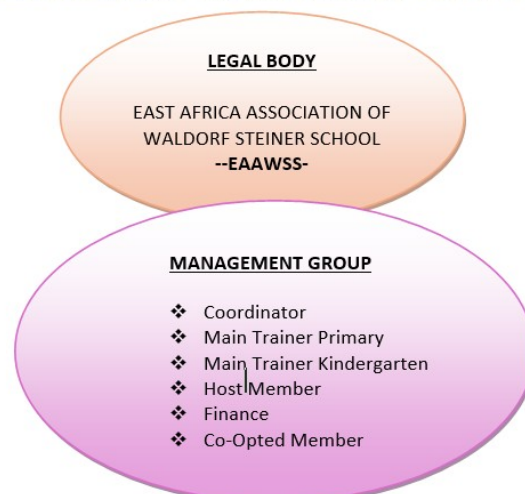 LEGAL BODY
EAST AFRICA ASSOCIATION OF
WALDORF STEINER SCHOOL
--EAAWSS-
MANAGEMENT GROUP
❖ Coordinator
❖ Main Trainer Primary
❖ Main Trainer Kindergarten
❖ Host Member
❖ Finance
❖ Co-Opted Member